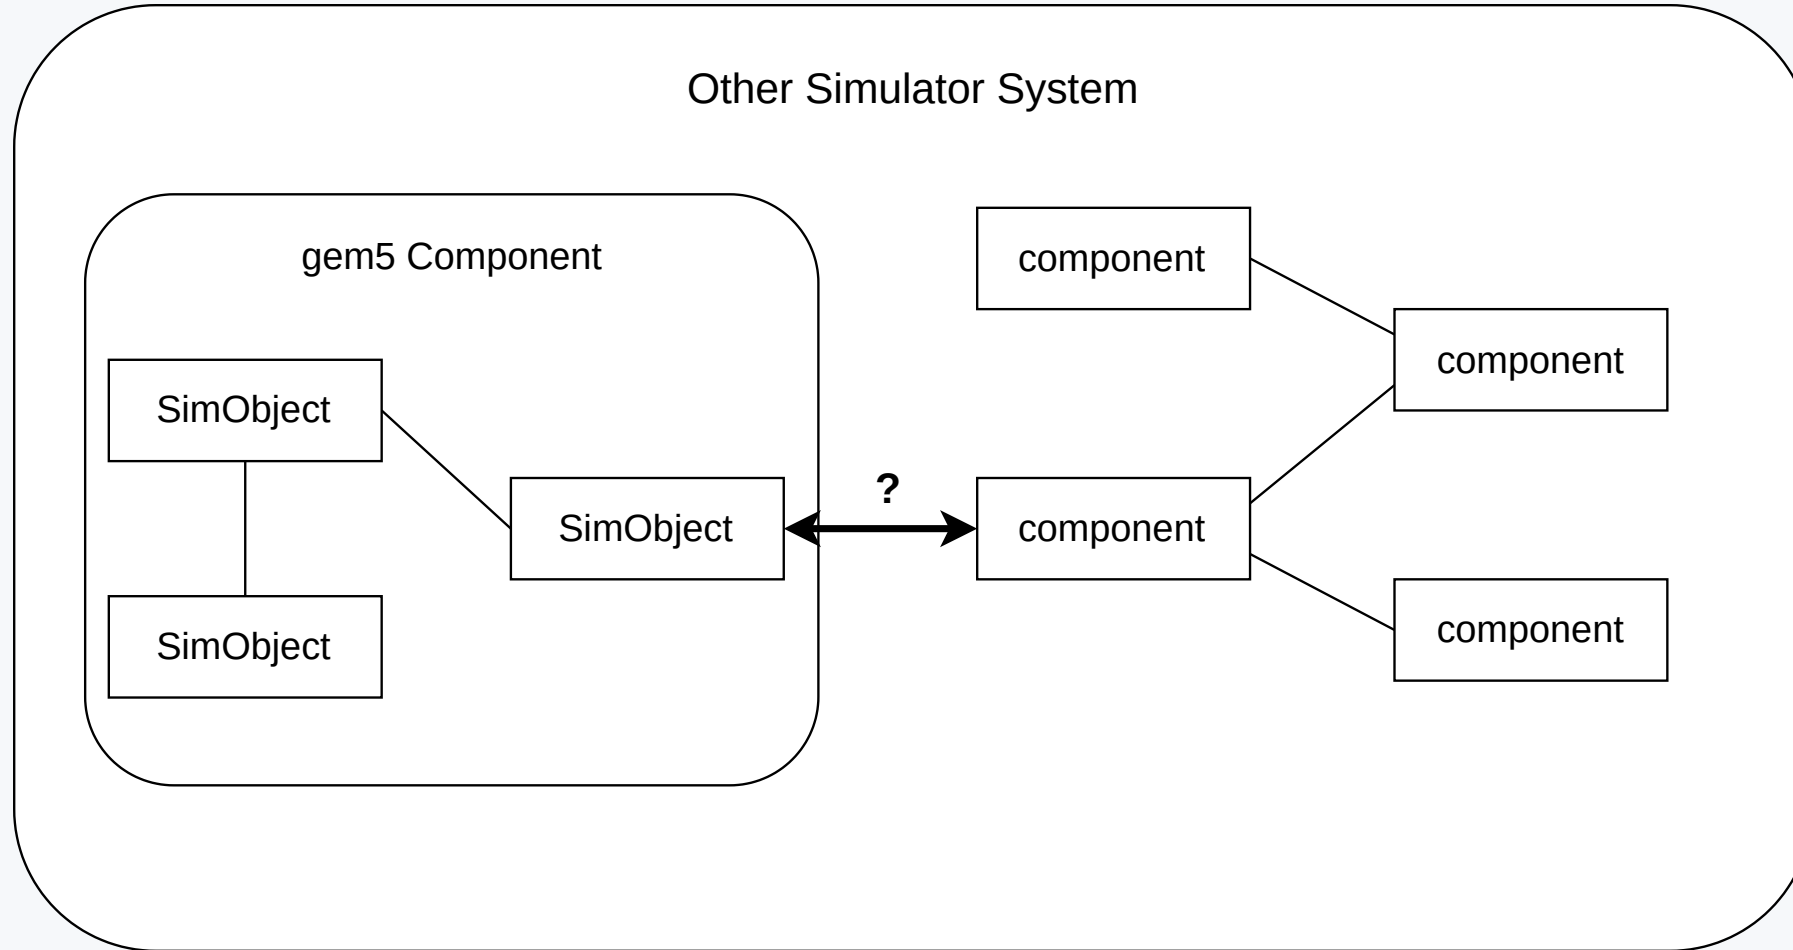 Other Simulator System
gem5 Component
component
component
SimObject
?
SimObject
component
component
SimObject